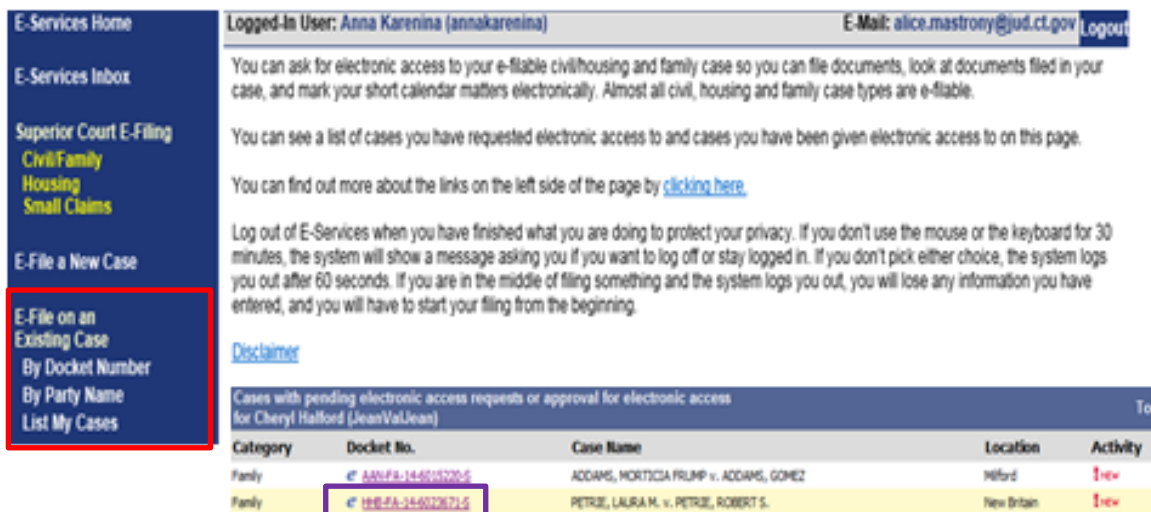 E-Services Home
E-Services Inbox
Superior Court E-Filing
Civil/Family
Housing
Small Claims
E-File a New Case
E-File on an
Existing Case
By Docket Number
By Party Name
List My Cases
Logged-In User: Anna Karenina (annakarenina) E-Mail: alice.mastrony@jud.ct.gov Logout
You can ask for electronic access to your e-filable civil/housing and family case so you can file documents, look at documents filed in your
case, and mark your short calendar matters electronically. Almost all civil, housing and family case types are e-filable.
You can see a list of cases you have requested electronic access to and cases you have been given electronic access to on this page.
You can find out more about the links on the left side of the page by clicking here.
Log out of E-Services when you have finished what you are doing to protect your privacy. If you don't use the mouse or the keyboard for 30
minutes, the system will show a message asking you if you want to log off or stay logged in. If you don't pick either choice, the system logs
you out after 60 seconds. If you are in the middle of filing something and the system logs you out, you will lose any information you have
entered, and you will have to start your filing from the beginning.
Disclaimer
Cases with pending electronic access requests or approval for electronic access
for Cheryl Halford (JeanValJean) To
Category Docket No. Case Name Location Activity
Family e AAN-FA-14-6015220-S ADDAMS, MORTICIA FRUMP v. ADDAMS, GOMEZ Milford ! NEW
Family e HHB-FA-14-6023671-S PETRIE, LAURA M. v. PETRIE, ROBERT S. New Britain ! NEW